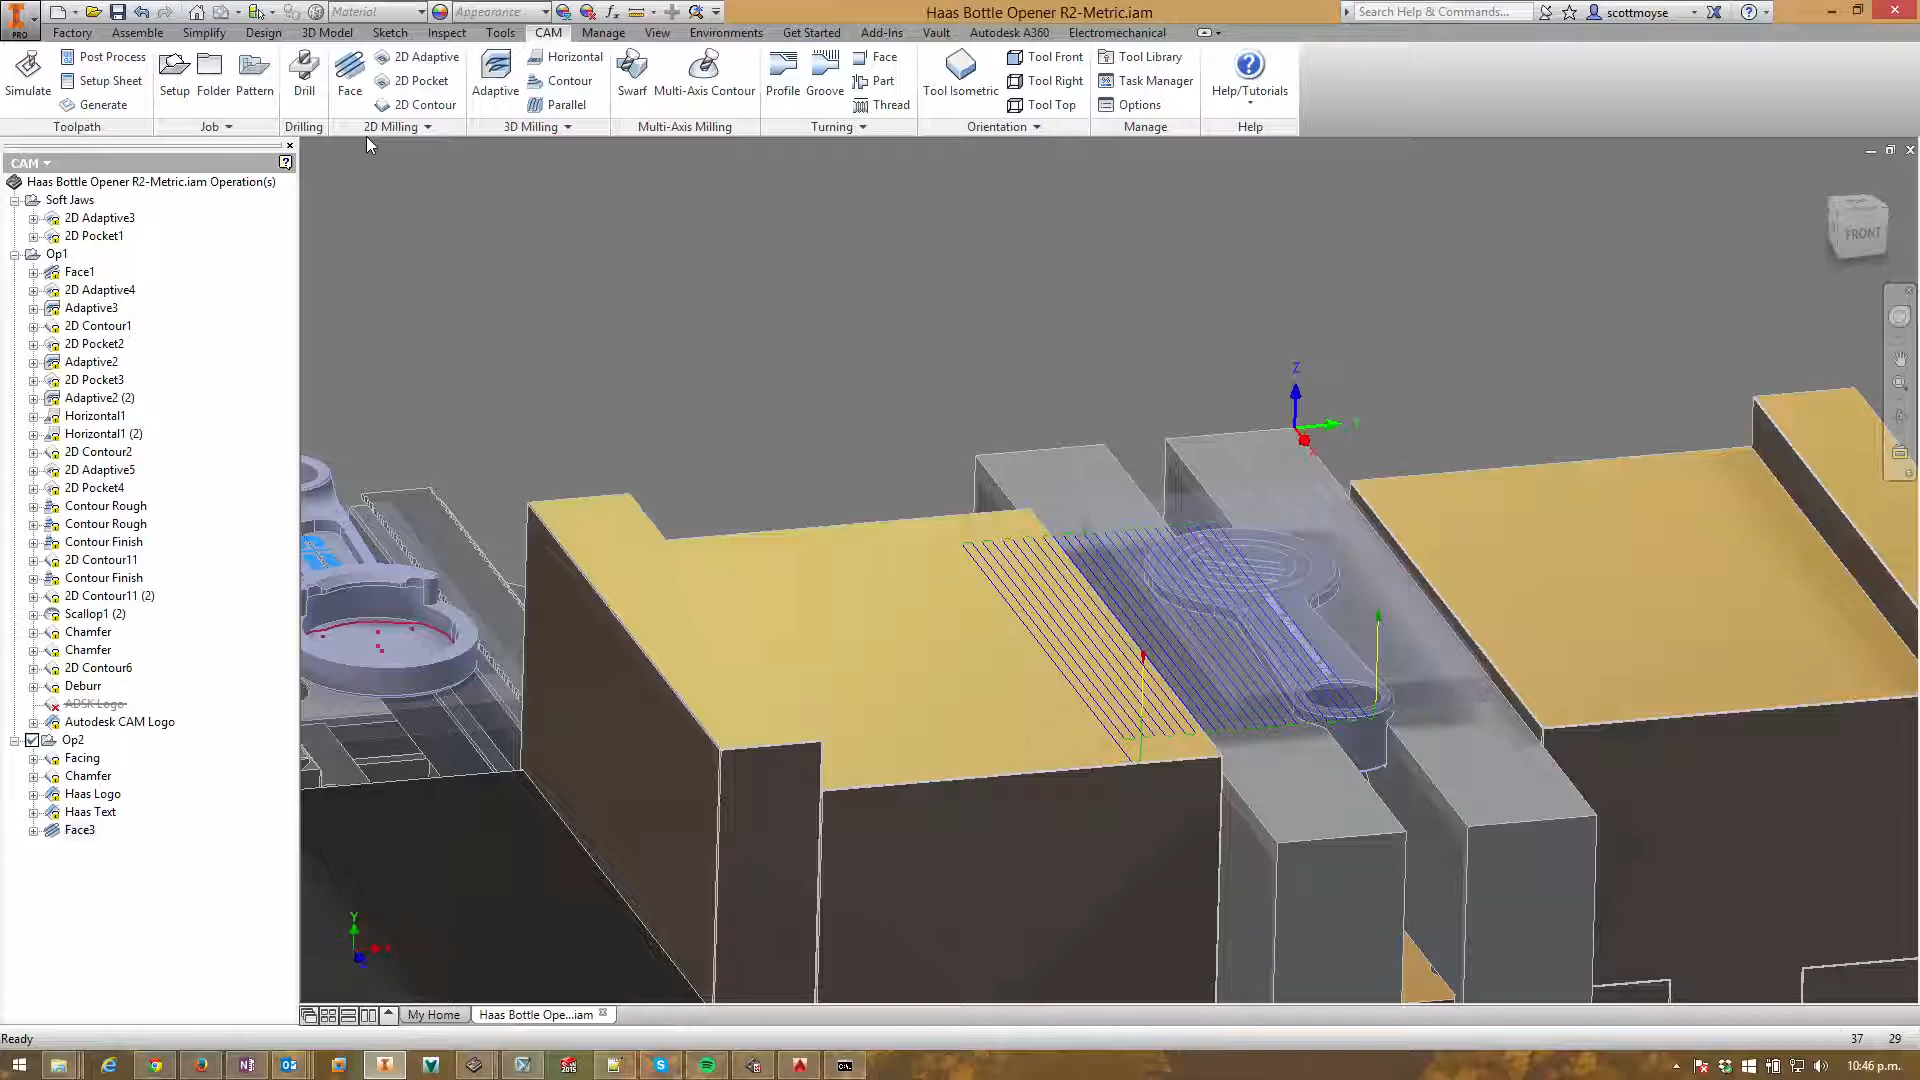 Material
Appearance
Haas Bottle Opener R2-Metric.iam
Search Help & Commands...
scottmoyse
PRO
Factory
Assemble
Simplify
Design
3D Model
Sketch
Inspect
Tools
CAM
Manage
View
Environments
Get Started
Add-Ins
Vault
Autodesk A360
Electromechanical
Simulate
Post Process
Setup Sheet
Generate
Toolpath
Setup
Folder
Pattern
Job
Drill
Drilling
Face
2D Adaptive
2D Pocket
2D Contour
2D Milling
Adaptive
Horizontal
Contour
Parallel
3D Milling
Swarf
Multi-Axis Contour
Multi-Axis Milling
Profile
Groove
Face
Part
Thread
Turning
Tool Isometric
Tool Front
Tool Right
Tool Top
Orientation
Tool Library
Task Manager
Options
Manage
Help/Tutorials
Help
CAM
Haas Bottle Opener R2-Metric.iam Operation(s)
Soft Jaws
2D Adaptive3
2D Pocket1
Op1
Face1
2D Adaptive4
Adaptive3
2D Contour1
2D Pocket2
Adaptive2
2D Pocket3
Adaptive2 (2)
Horizontal1
Horizontal1 (2)
2D Contour2
2D Adaptive5
2D Pocket4
Contour Rough
Contour Rough
Contour Finish
2D Contour11
Contour Finish
2D Contour11 (2)
Scallop1 (2)
Chamfer
Chamfer
2D Contour6
Deburr
ADSK Logo
Autodesk CAM Logo
Op2
Facing
Chamfer
Haas Logo
Haas Text
Face3
FRONT
Z
Y
X
Y
X
My Home
Haas Bottle Ope...iam
Ready
37
29
10:46 p.m.